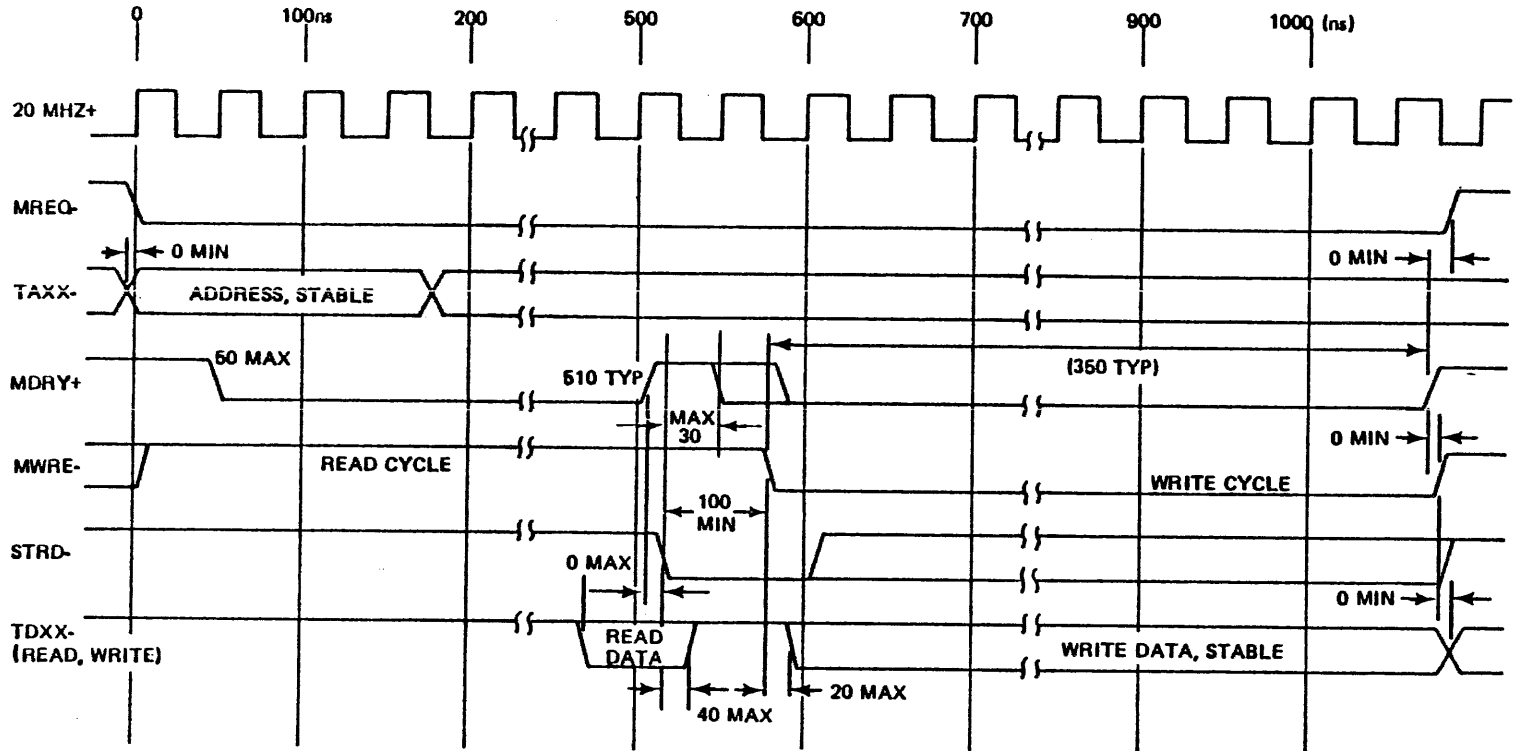 0 100ns 200 500 600 700 900 1000 (ns)
20 MHZ+
MREQ-
0 MIN
0 MIN
TAXX-
ADDRESS, STABLE
50 MAX
(350 TYP)
MDRY+
510 TYP
MAX
30
0 MIN
MWRE-
READ CYCLE
WRITE CYCLE
100
MIN
STRD-
0 MAX
0 MIN
TDXX-
(READ, WRITE)
READ
DATA
WRITE DATA, STABLE
20 MAX
40 MAX